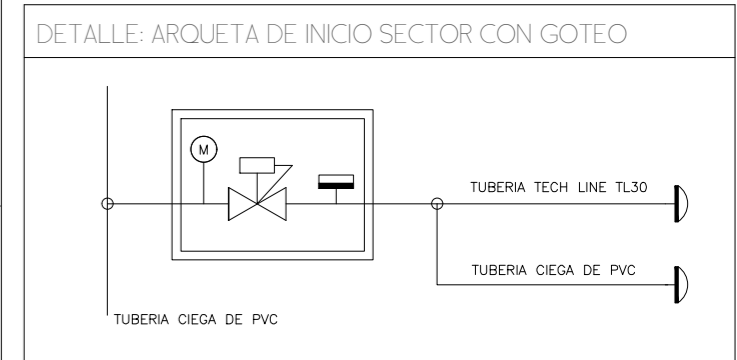 DETALLE: ARQUETA DE INICIO SECTOR CON GOTEO
M
TUBERIA TECH LINE TL30
TUBERIA CIEGA DE PVC
TUBERIA CIEGA DE PVC